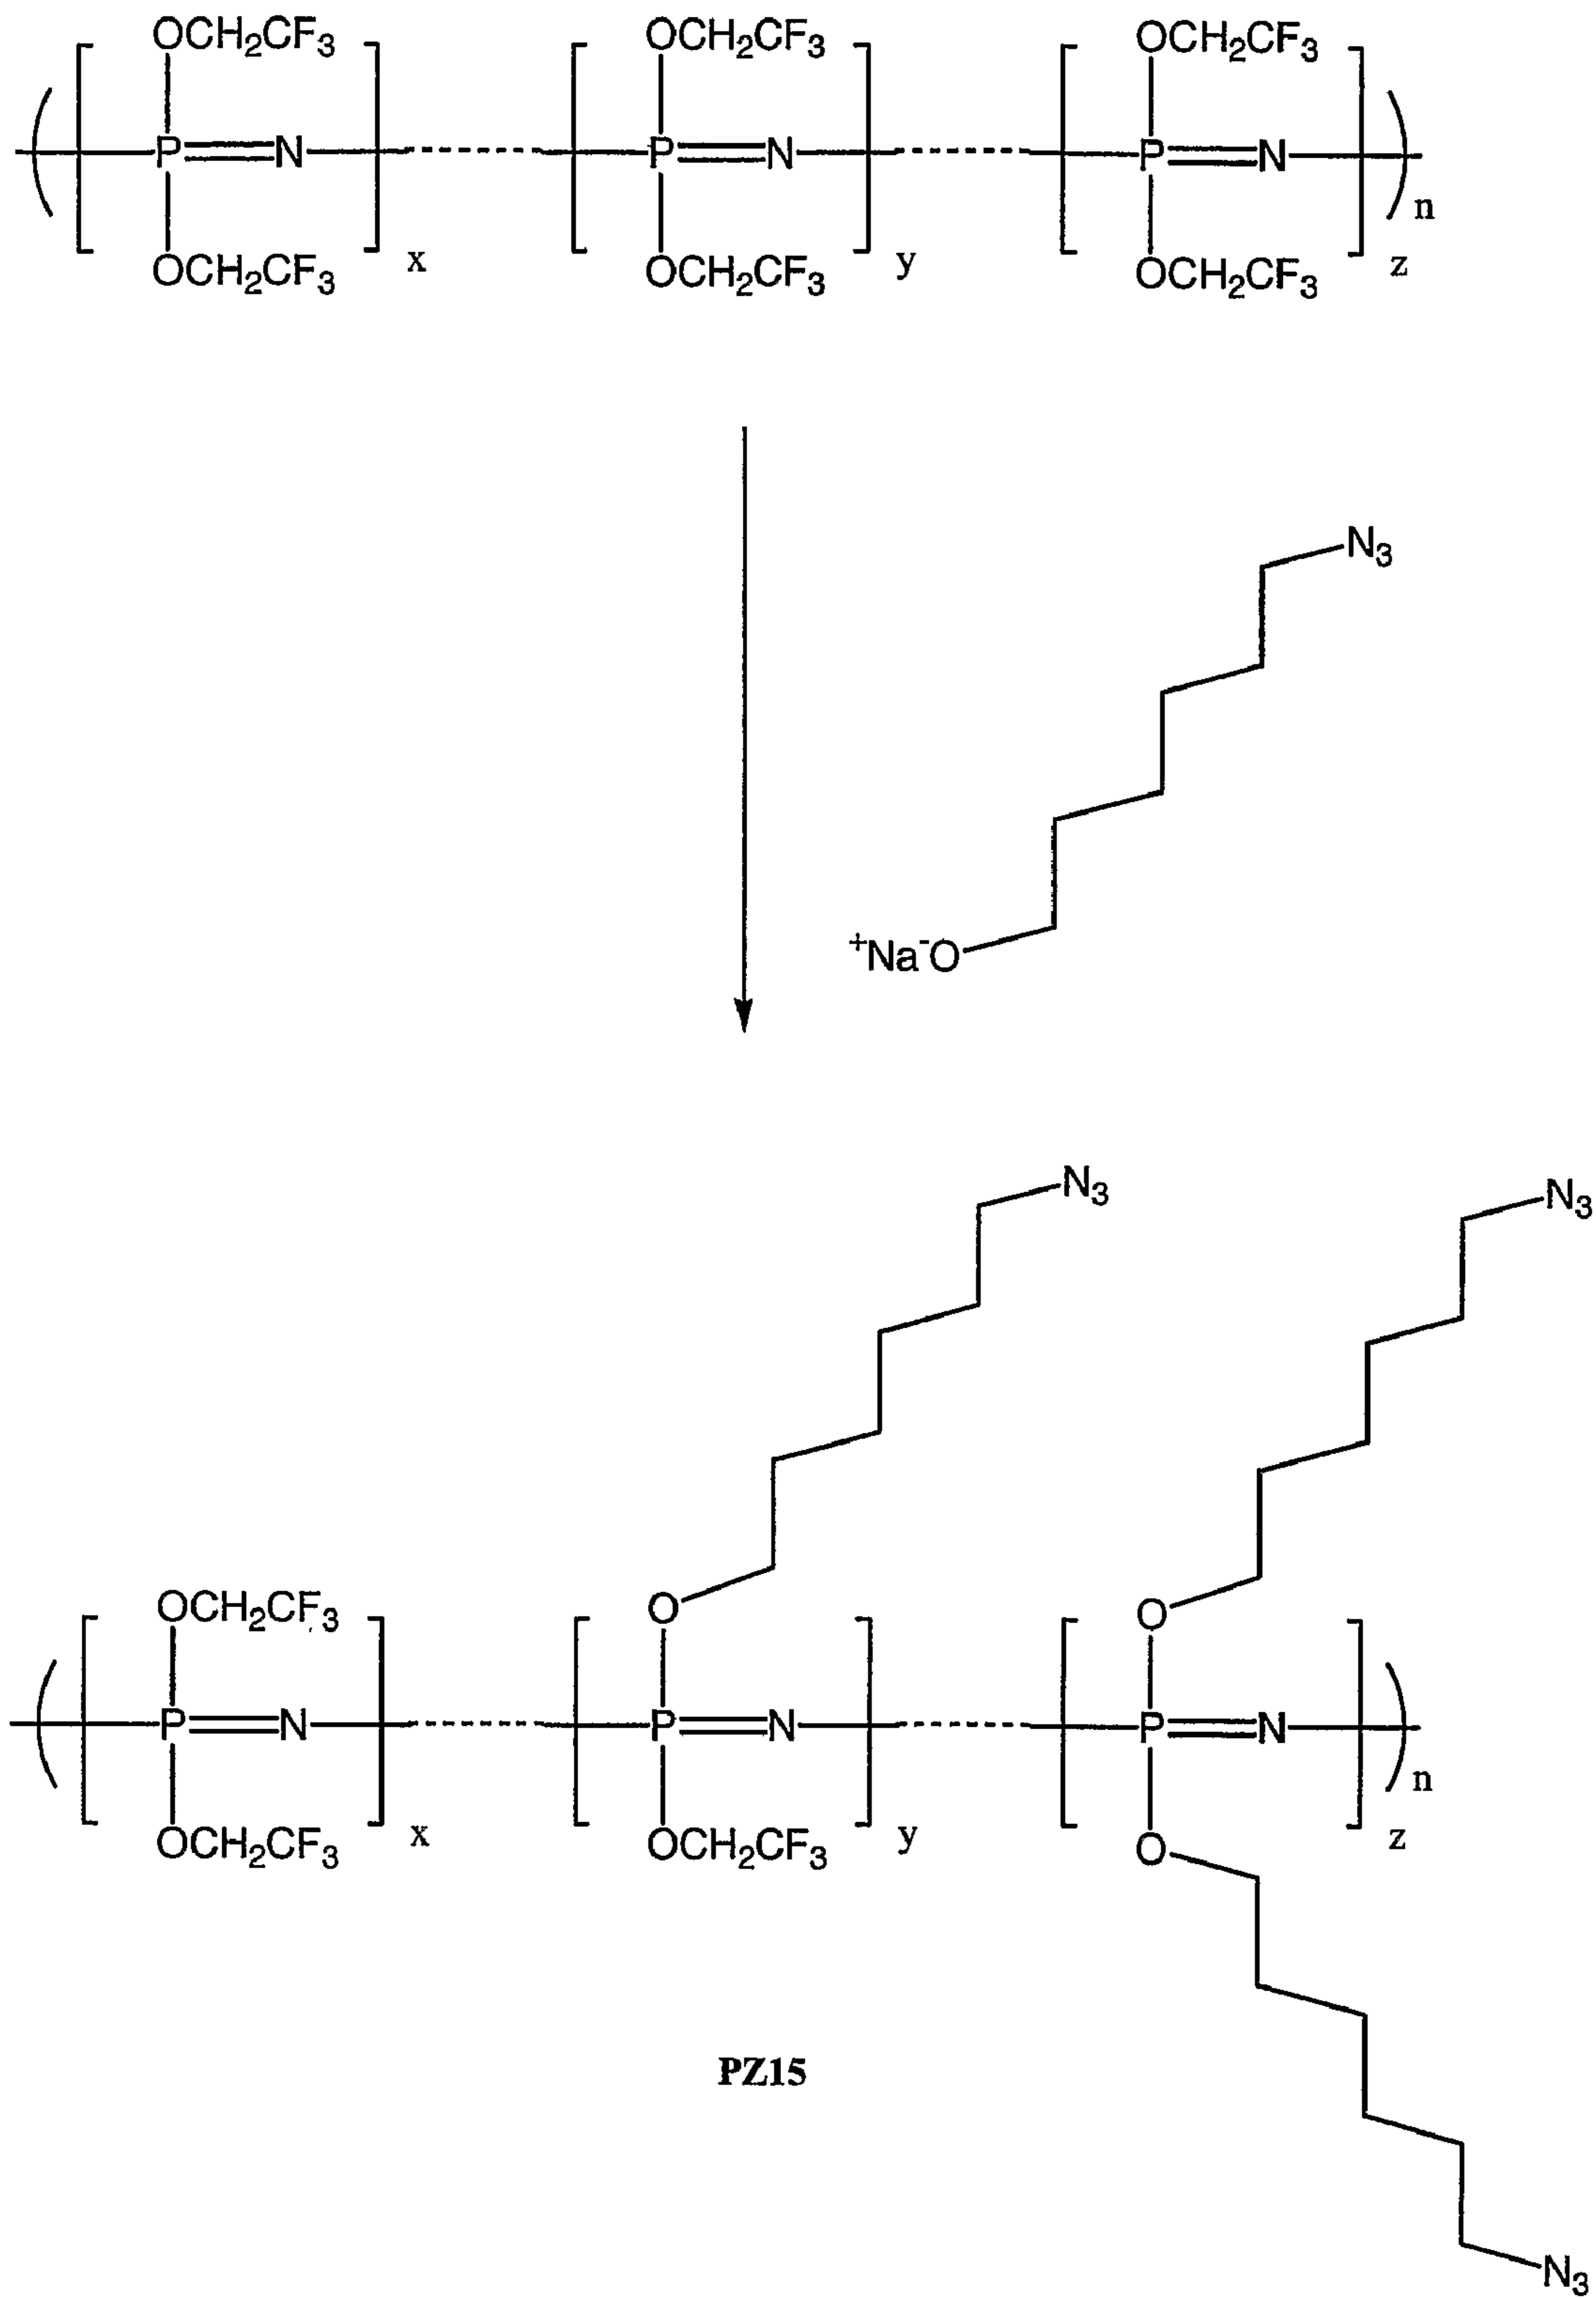 OCH2CF3 OCH2CF3 OCH2CF3
P N P N P N n
OCH2CF3 x OCH2CF3 y OCH2CF3 z
N3
+Na-O
N3 N3
OCH2CF3 O O
P N P N P N n
OCH2CF3 x OCH2CF3 y O z
PZ15
N3